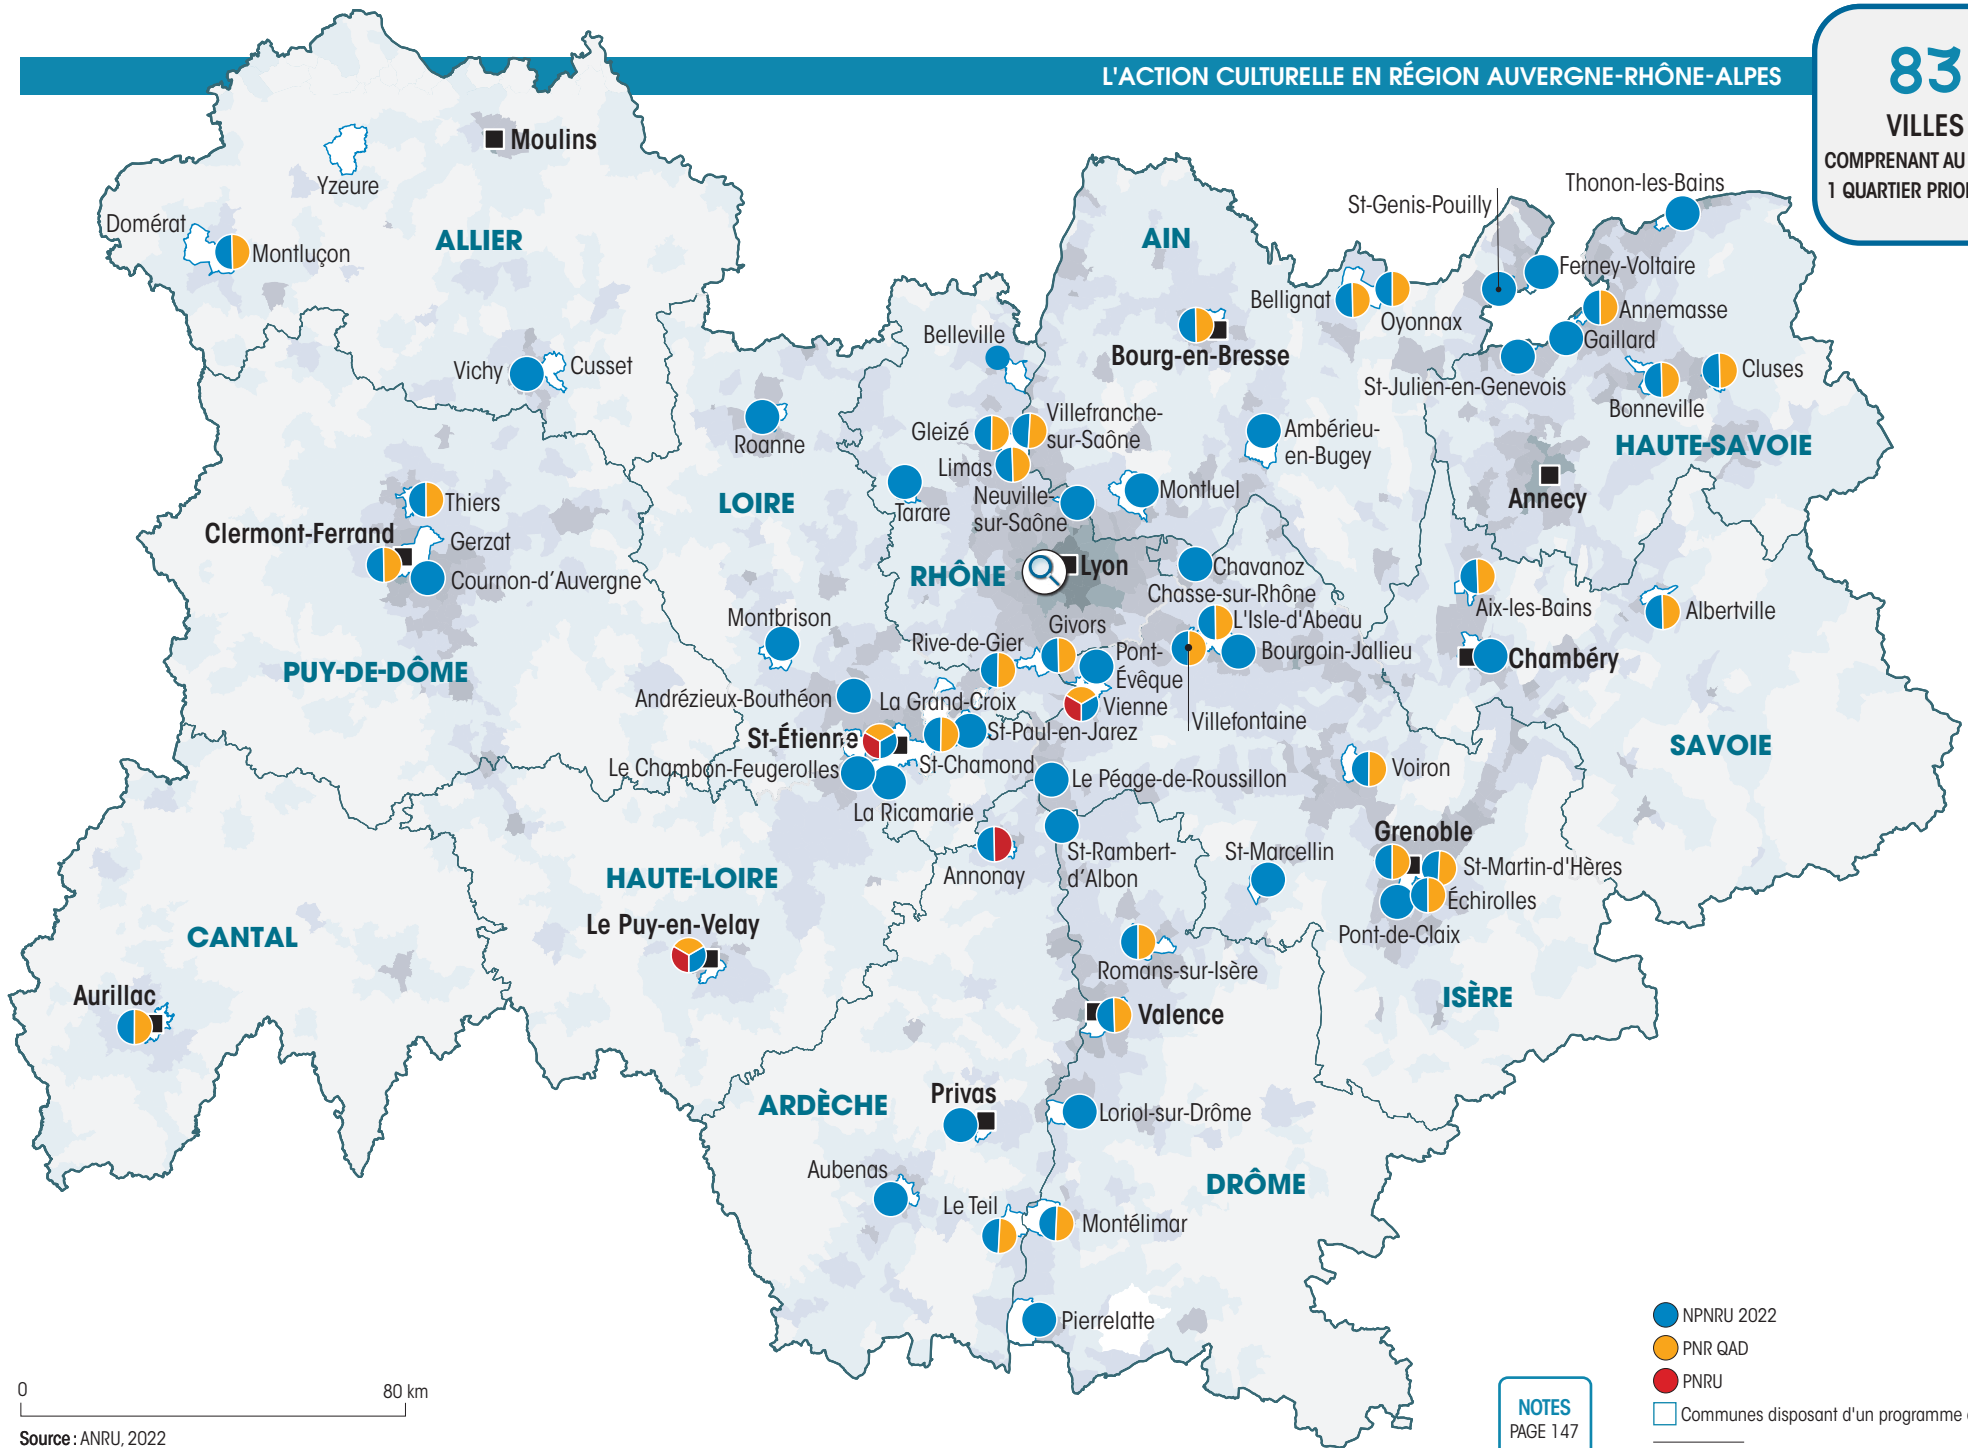 L'ACTION CULTURELLE EN RÉGION AUVERGNE-RHÔNE-ALPES
83
VILLES
COMPRENANT AU
1 QUARTIER
Moulins
Yzeure
Domérat
Montluçon
ALLIER
Vichy
Cusset
AIN
St-Genis-Pouilly
Thonon-les-Bains
Ferney-Voltaire
Bellignat
Oyonnax
Annemasse
Gaillard
St-Julien-en-Genevois
Cluses
Bonneville
HAUTE-SAVOIE
Annecy
Belleville
Bourg-en-Bresse
Roanne
Gleizé
Villefranche-
sur-Saône
Limas
Ambérieu-
en-Bugey
LOIRE
Tarare
Neuville-
sur-Saône
Montluel
Thiers
Clermont-Ferrand
Gerzat
Cournon-d'Auvergne
RHÔNE
Lyon
Chavanoz
Chasse-sur-Rhône
L'Isle-d'Abeau
Bourgoin-Jallieu
Aix-les-Bains
Albertville
Chambéry
Montbrison
Rive-de-Gier
Givors
Pont-
Évêque
Vienne
Villefontaine
PUY-DE-DÔME
Andrézieux-Bouthéon
La Grand-Croix
St-Étienne
St-Paul-en-Jarez
Le Chambon-Feugerolles
St-Chamond
La Ricamarie
Le Péage-de-Roussillon
SAVOIE
Voiron
Annonay
St-Rambert-
d'Albon
St-Marcellin
Grenoble
St-Martin-d'Hères
Échirolles
Pont-de-Claix
HAUTE-LOIRE
Le Puy-en-Velay
CANTAL
Aurillac
Romans-sur-Isère
Valence
ISÈRE
ARDÈCHE
Privas
Loriol-sur-Drôme
Aubenas
Le Teil
Montélimar
DRÔME
Pierrelatte
NPNRU 2022
PNR QAD
PNRU
Communes disposant d'un programme
NOTES
PAGE 147
0
80 km
Source : ANRU, 2022